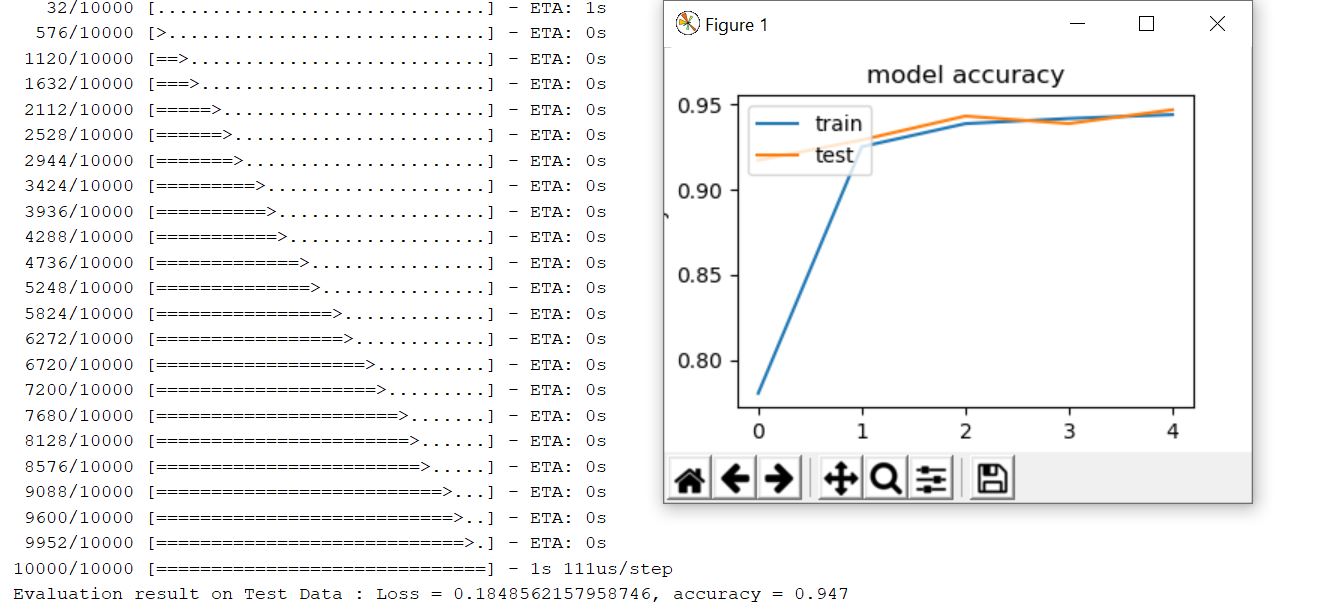 32/10000 [..............................] - ETA: 1s
576/10000 [>.............................] - ETA: 0s
1120/10000 [==>...........................] - ETA: 0s
1632/10000 [===>..........................] - ETA: 0s
2112/10000 [=====>........................] - ETA: 0s
2528/10000 [======>.......................] - ETA: 0s
2944/10000 [=======>......................] - ETA: 0s
3424/10000 [=========>....................] - ETA: 0s
3936/10000 [==========>...................] - ETA: 0s
4288/10000 [===========>..................] - ETA: 0s
4736/10000 [=============>................] - ETA: 0s
5248/10000 [==============>...............] - ETA: 0s
5824/10000 [================>.............] - ETA: 0s
6272/10000 [=================>............] - ETA: 0s
6720/10000 [===================>..........] - ETA: 0s
7200/10000 [====================>.........] - ETA: 0s
7680/10000 [======================>.......] - ETA: 0s
8128/10000 [=======================>......] - ETA: 0s
8576/10000 [========================>.....] - ETA: 0s
9088/10000 [==========================>...] - ETA: 0s
9600/10000 [===========================>..] - ETA: 0s
9952/10000 [============================>.] - ETA: 0s
10000/10000 [==============================] - 1s 111us/step
Evaluation result on Test Data : Loss = 0.1848562157958746, accuracy = 0.947
Figure 1
model accuracy
train
test
0.95
0.90
0.85
0.80
0 1 2 3 4